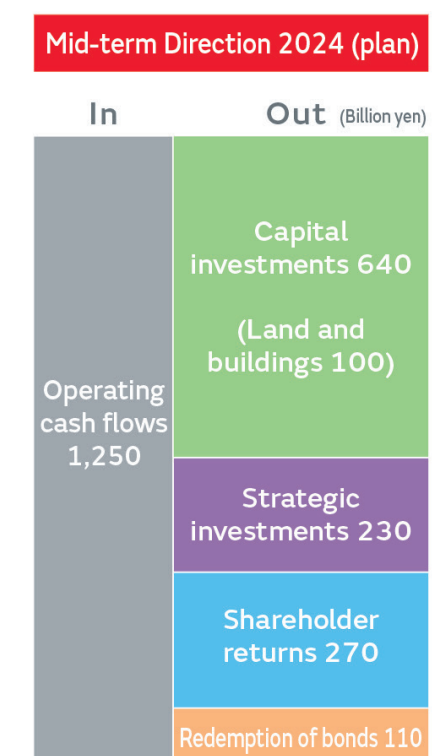 Mid-term Direction 2024 (plan)
In
Out (Billion yen)
Capital
investments 640
(Land and
buildings 100)
Operating
cash flows
1,250
Strategic
investments 230
Shareholder
returns 270
Redemption of bonds 110